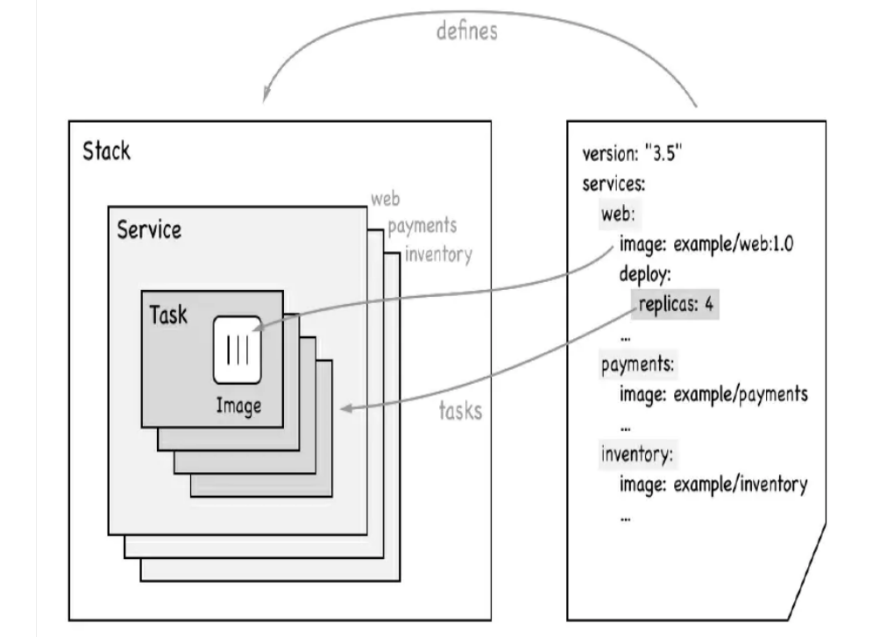 defines
Stack
web
payments
inventory
Service
Task
Image
tasks
version: "3.5"
services:
web:
image: example/web:1.0
deploy:
replicas: 4
...
payments:
image: example/payments
...
inventory:
image: example/inventory
...